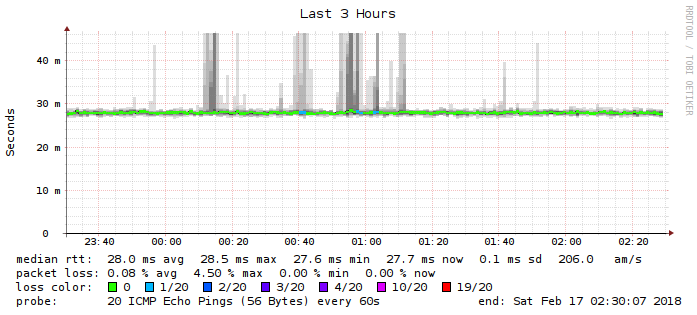 Last 3 Hours
RRDTOOL / TOBI OETIKER
Seconds
40 m
30 m
20 m
10 m
0
23:40 00:00 00:20 00:40 01:00 01:20 01:40 02:00 02:20
median rtt: 28.0 ms avg 28.5 ms max 27.6 ms min 27.7 ms now 0.1 ms sd 206.0 am/s
packet loss: 0.08 % avg 4.50 % max 0.00 % min 0.00 % now
loss color: 0 1/20 2/20 3/20 4/20 10/20 19/20
probe: 20 ICMP Echo Pings (56 Bytes) every 60s end: Sat Feb 17 02:30:07 2018